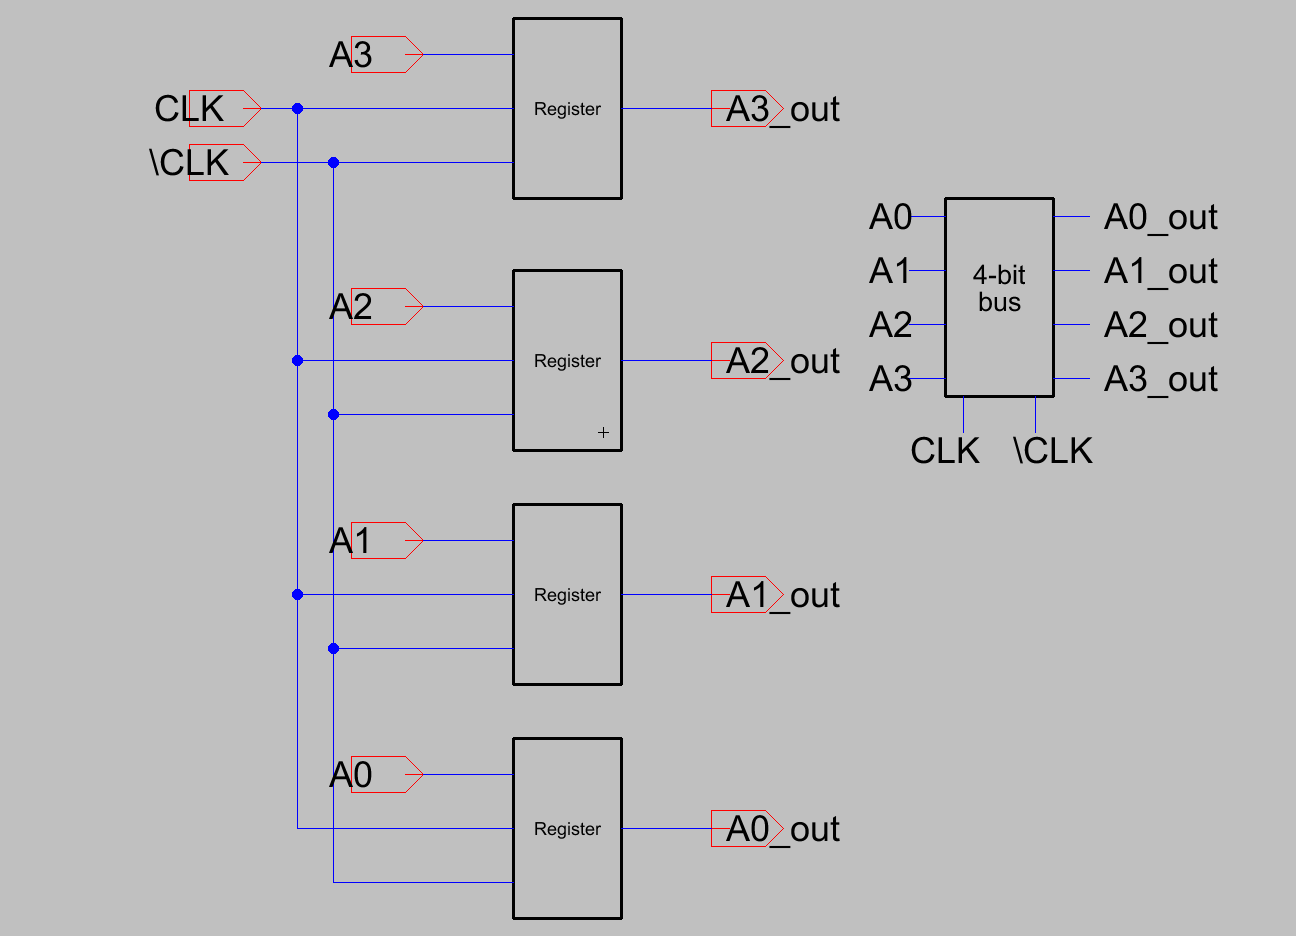 A3
CLK
\CLK
Register
A3_out
A2
Register
A2_out
A1
Register
A1_out
A0
Register
A0_out
A0
A1
A2
A3
4-bit
bus
A0_out
A1_out
A2_out
A3_out
CLK
\CLK